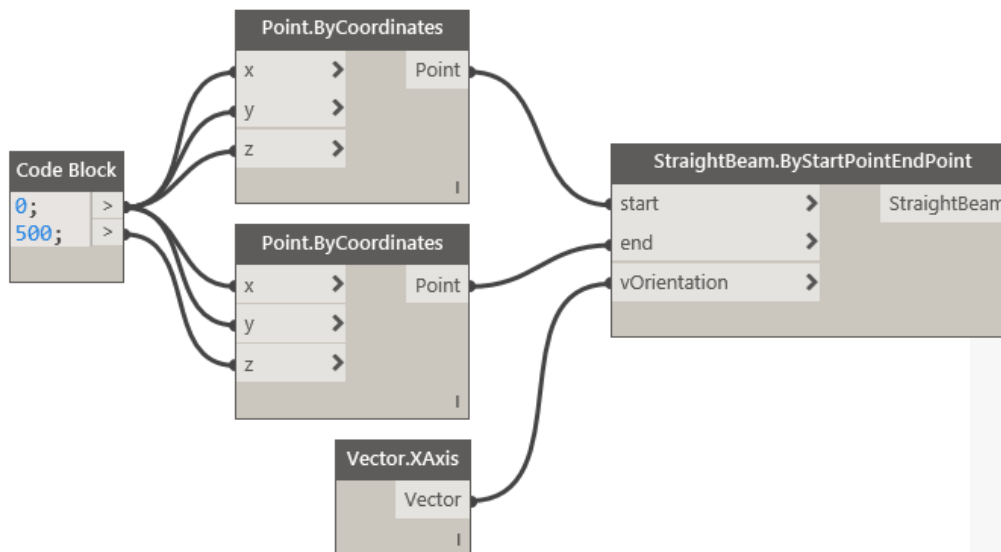 Point.ByCoordinates
x > Point
y >
z >
I
Code Block
0; >
500; >
Point.ByCoordinates
x > Point
y >
z >
I
Vector.XAxis
Vector
I
StraightBeam.ByStartPointEndPoint
start > StraightBeam
end >
vOrientation >